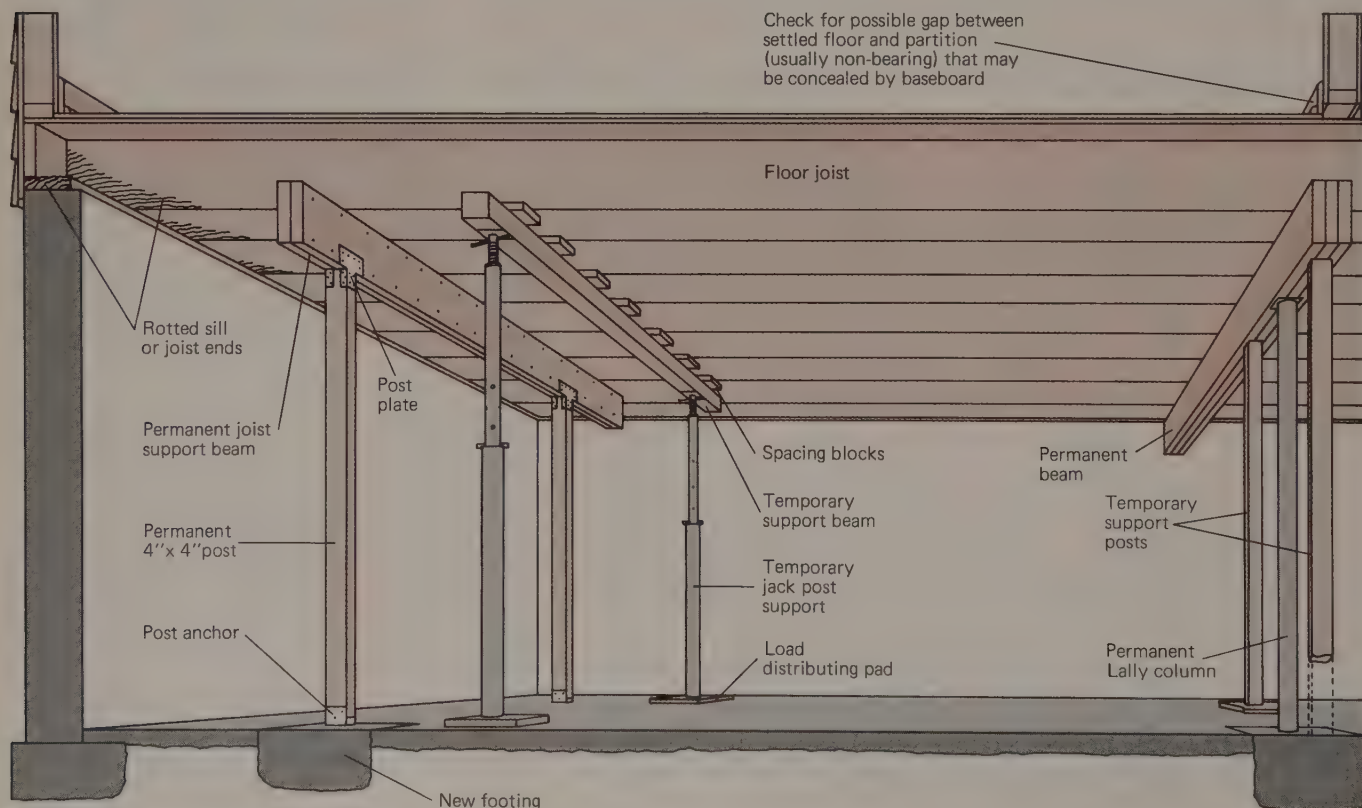 Check for possible gap between
settled floor and partition
(usually non-bearing) that may
be concealed by baseboard
Floor joist
Rotted sill
or joist ends
Post
plate
Permanent joist
support beam
Spacing blocks
Permanent
beam
Temporary
support beam
Temporary
support
posts
Permanent
4"x 4"post
Temporary
jack post
support
Post anchor
Load
distributing pad
Permanent
Lally column
New footing